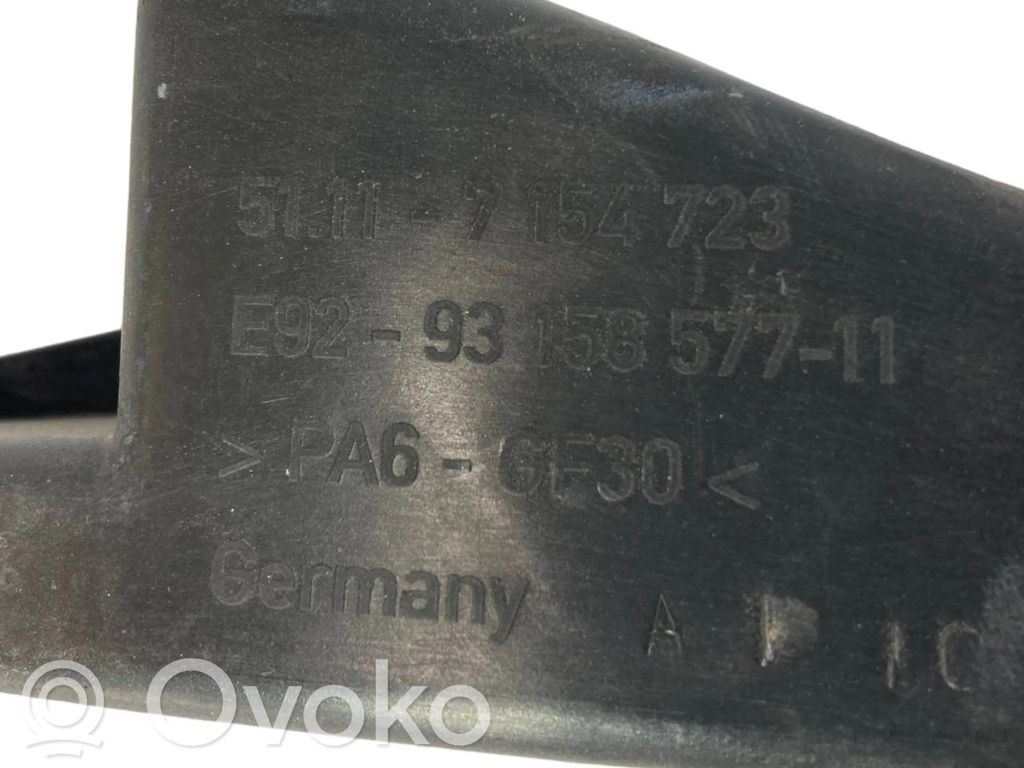 51.11-7 154 723
E92-93 158 577-11
>PA6-GF30<
Germany
A
© Ovoko